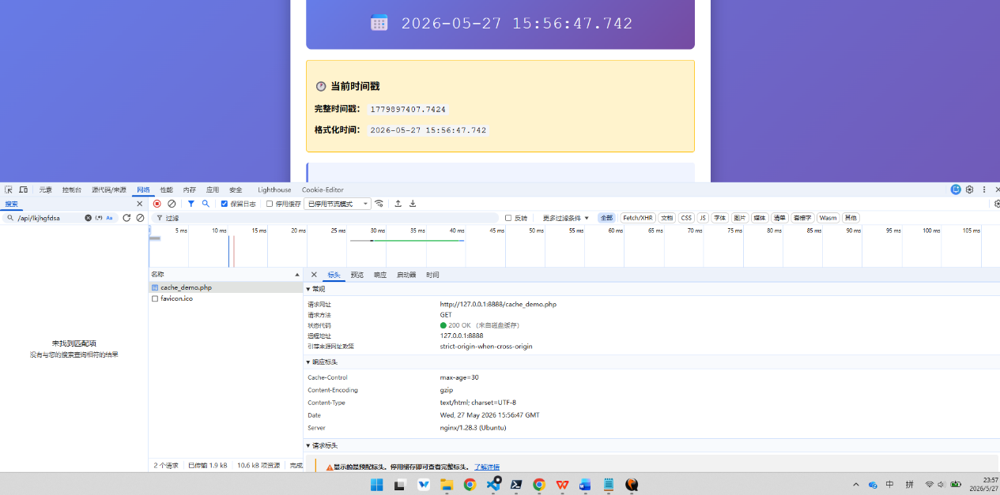 2026-05-27 15:56:47.742
当前时间戳
完整时间戳： 1779897407.7424
格式化时间： 2026-05-27 15:56:47.742
元素 控制台 源代码/来源 网络 性能 内存 应用 安全 Lighthouse Cookie-Editor
搜索
保留日志 停用缓存 已停用节流模式
/api/lkjhgfdsa (.*) Aa
过滤 反转 更多过滤条件 全部 Fetch/XHR 文档 CSS JS 字体 图片 媒体 清单 套接字 Wasm 其他
5 ms 10 ms 15 ms 20 ms 25 ms 30 ms 35 ms 40 ms 45 ms 50 ms 55 ms 60 ms 65 ms 70 ms 75 ms 80 ms 85 ms 90 ms 95 ms 100 ms 105 ms
名称
cache_demo.php
favicon.ico
标头 预览 响应 启动器 时间
常规
请求网址 http://127.0.0.1:8888/cache_demo.php
请求方法 GET
状态代码 200 OK （来自磁盘缓存）
远程地址 127.0.0.1:8888
引荐来源网址政策 strict-origin-when-cross-origin
响应标头
Cache-Control max-age=30
Content-Encoding gzip
Content-Type text/html; charset=UTF-8
Date Wed, 27 May 2026 15:56:47 GMT
Server nginx/1.28.3 (Ubuntu)
请求标头
显示的是预配标头。停用缓存即可查看完整标头。 了解详情
未找到匹配项
没有与您的搜索查询相符的结果
2 个请求 已传输 1.9 kB 10.6 kB 项资源 完成
中 拼 23:57
2026/5/27